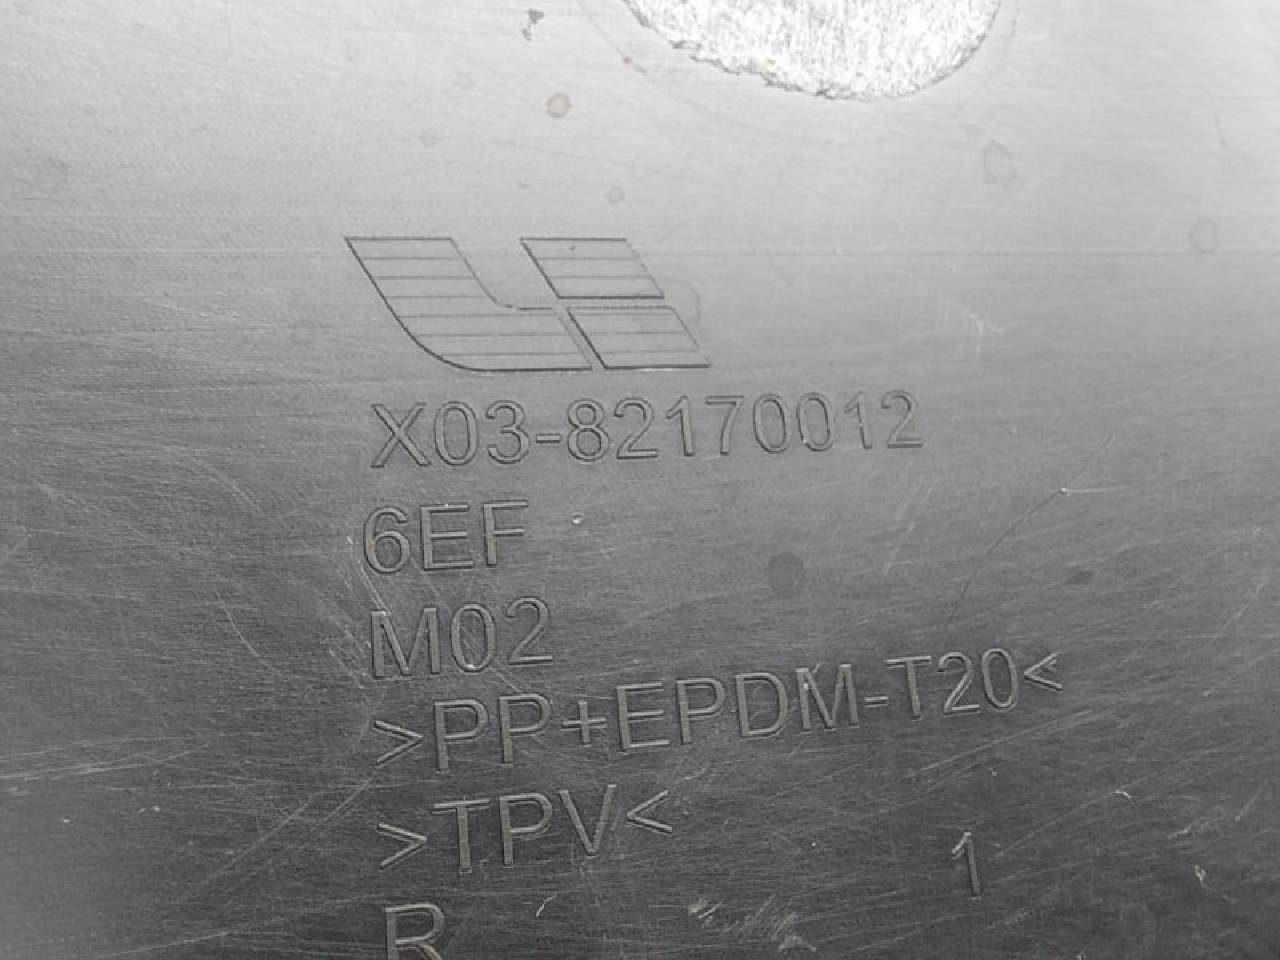 X03-82170012
6EF
M02
>PP+EPDM-T20<
>TPV<
1
R